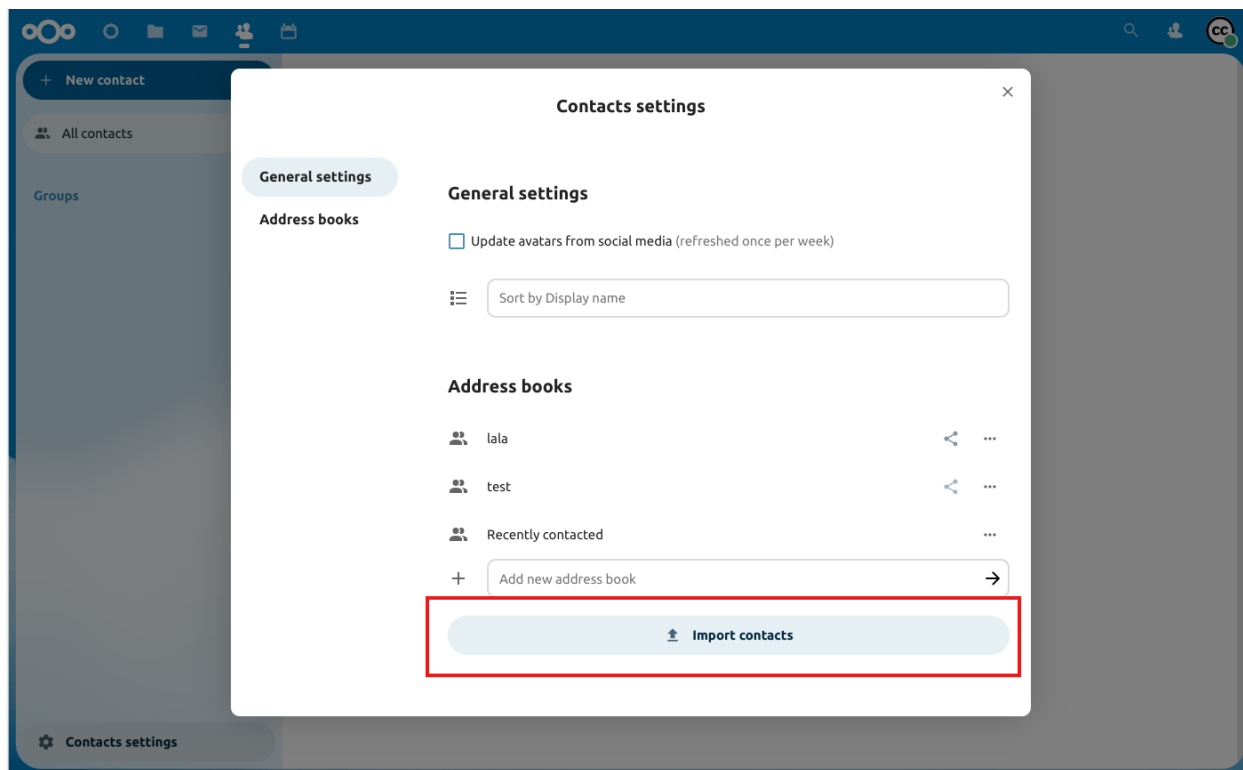 CC
+ New contact
All contacts
Groups
Contacts settings
Contacts settings
General settings
Address books
General settings
Update avatars from social media (refreshed once per week)
Sort by Display name
Address books
lala
test
Recently contacted
Add new address book
Import contacts